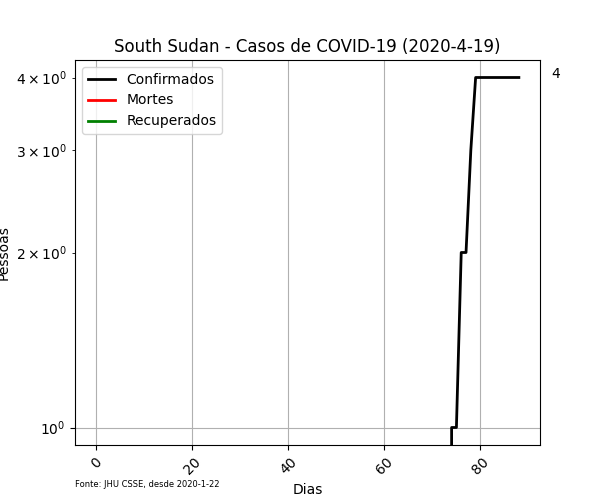 South Sudan - Casos de COVID-19 (2020-4-19)
4
Confirmados
Mortes
Recuperados
4 × 10⁰
3 × 10⁰
2 × 10⁰
10⁰
Pessoas
0
20
40
60
80
Dias
Fonte: JHU CSSE, desde 2020-1-22